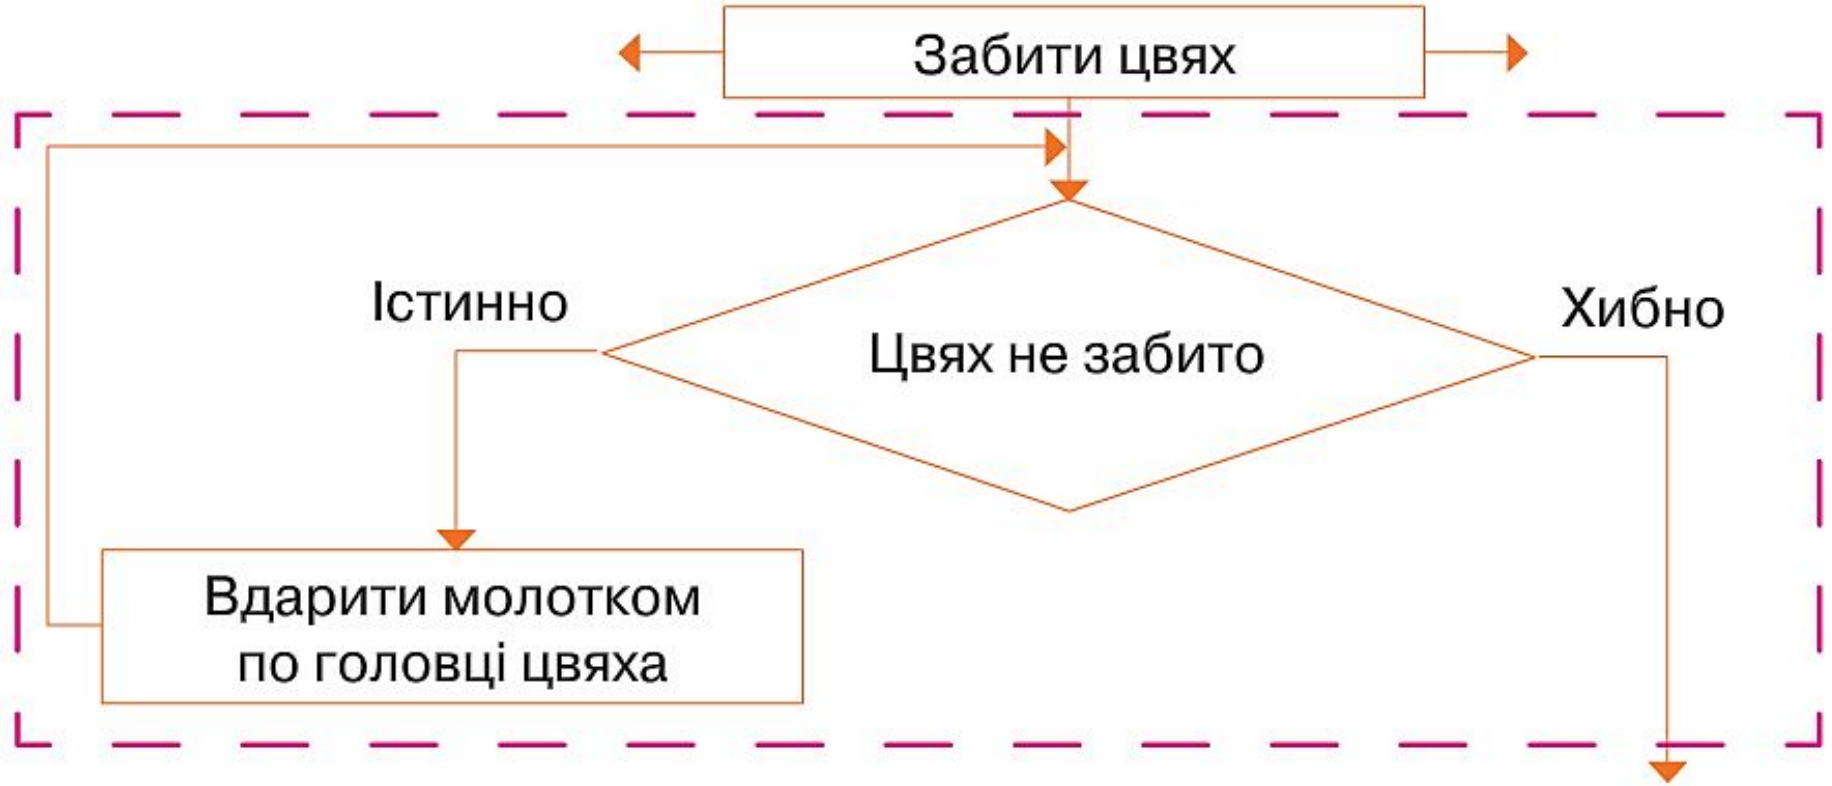 Забити цвях
Істинно
Хибно
Цвях не забито
Вдарити молотком
по головці цвяха